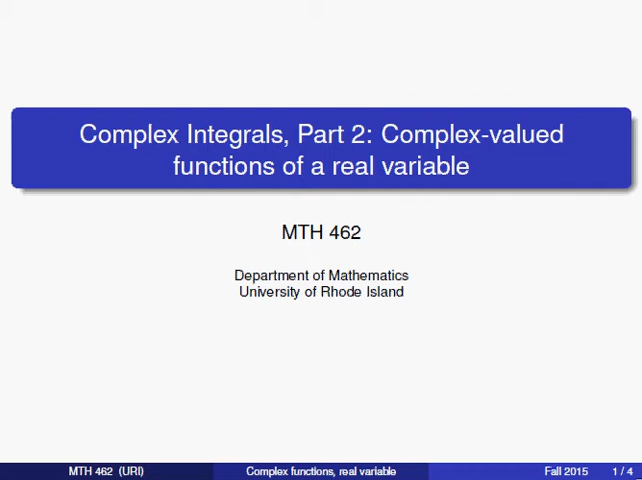 Complex Integrals, Part 2: Complex-valued
functions of a real variable
MTH 462
Department of Mathematics
University of Rhode Island
MTH 462 (URI)
Complex functions, real variable
Fall 2015
1 / 4